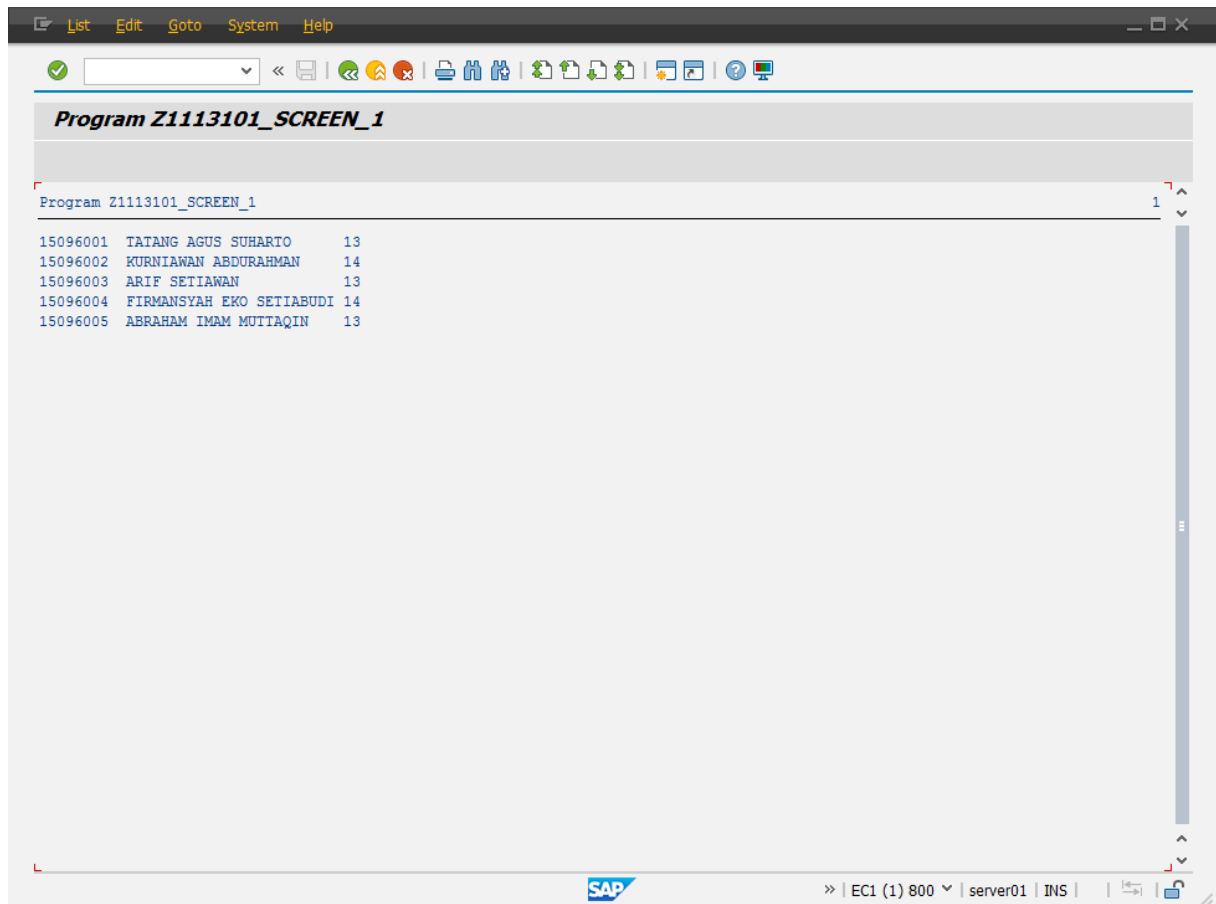 List Edit Goto System Help
Program Z1113101_SCREEN_1
Program Z1113101_SCREEN_1 1
15096001 TATANG AGUS SUHARTO 13
15096002 KURNIAWAN ABDURAHMAN 14
15096003 ARIF SETIAWAN 13
15096004 FIRMANSYAH EKO SETIABUDI 14
15096005 ABRAHAM IMAM MUTTAQIN 13
SAP » | EC1 (1) 800 | server01 | INS |